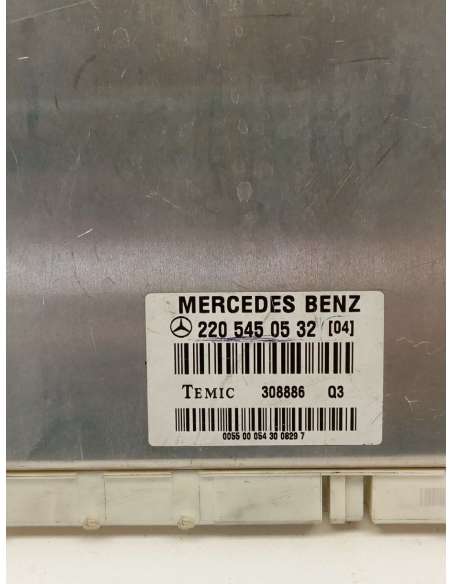 MERCEDES BENZ
220 545 05 32 [04]
TEMIC 308886 Q3
0055 00 054 30 0829 7